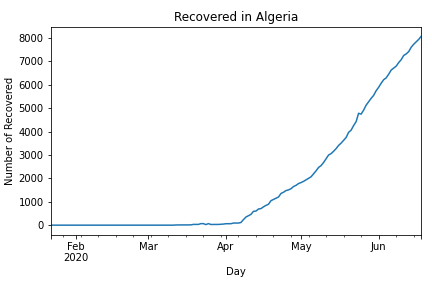 Recovered in Algeria
8000
7000
6000
5000
4000
3000
2000
1000
0
Number of Recovered
Feb
2020
Mar
Apr
May
Jun
Day